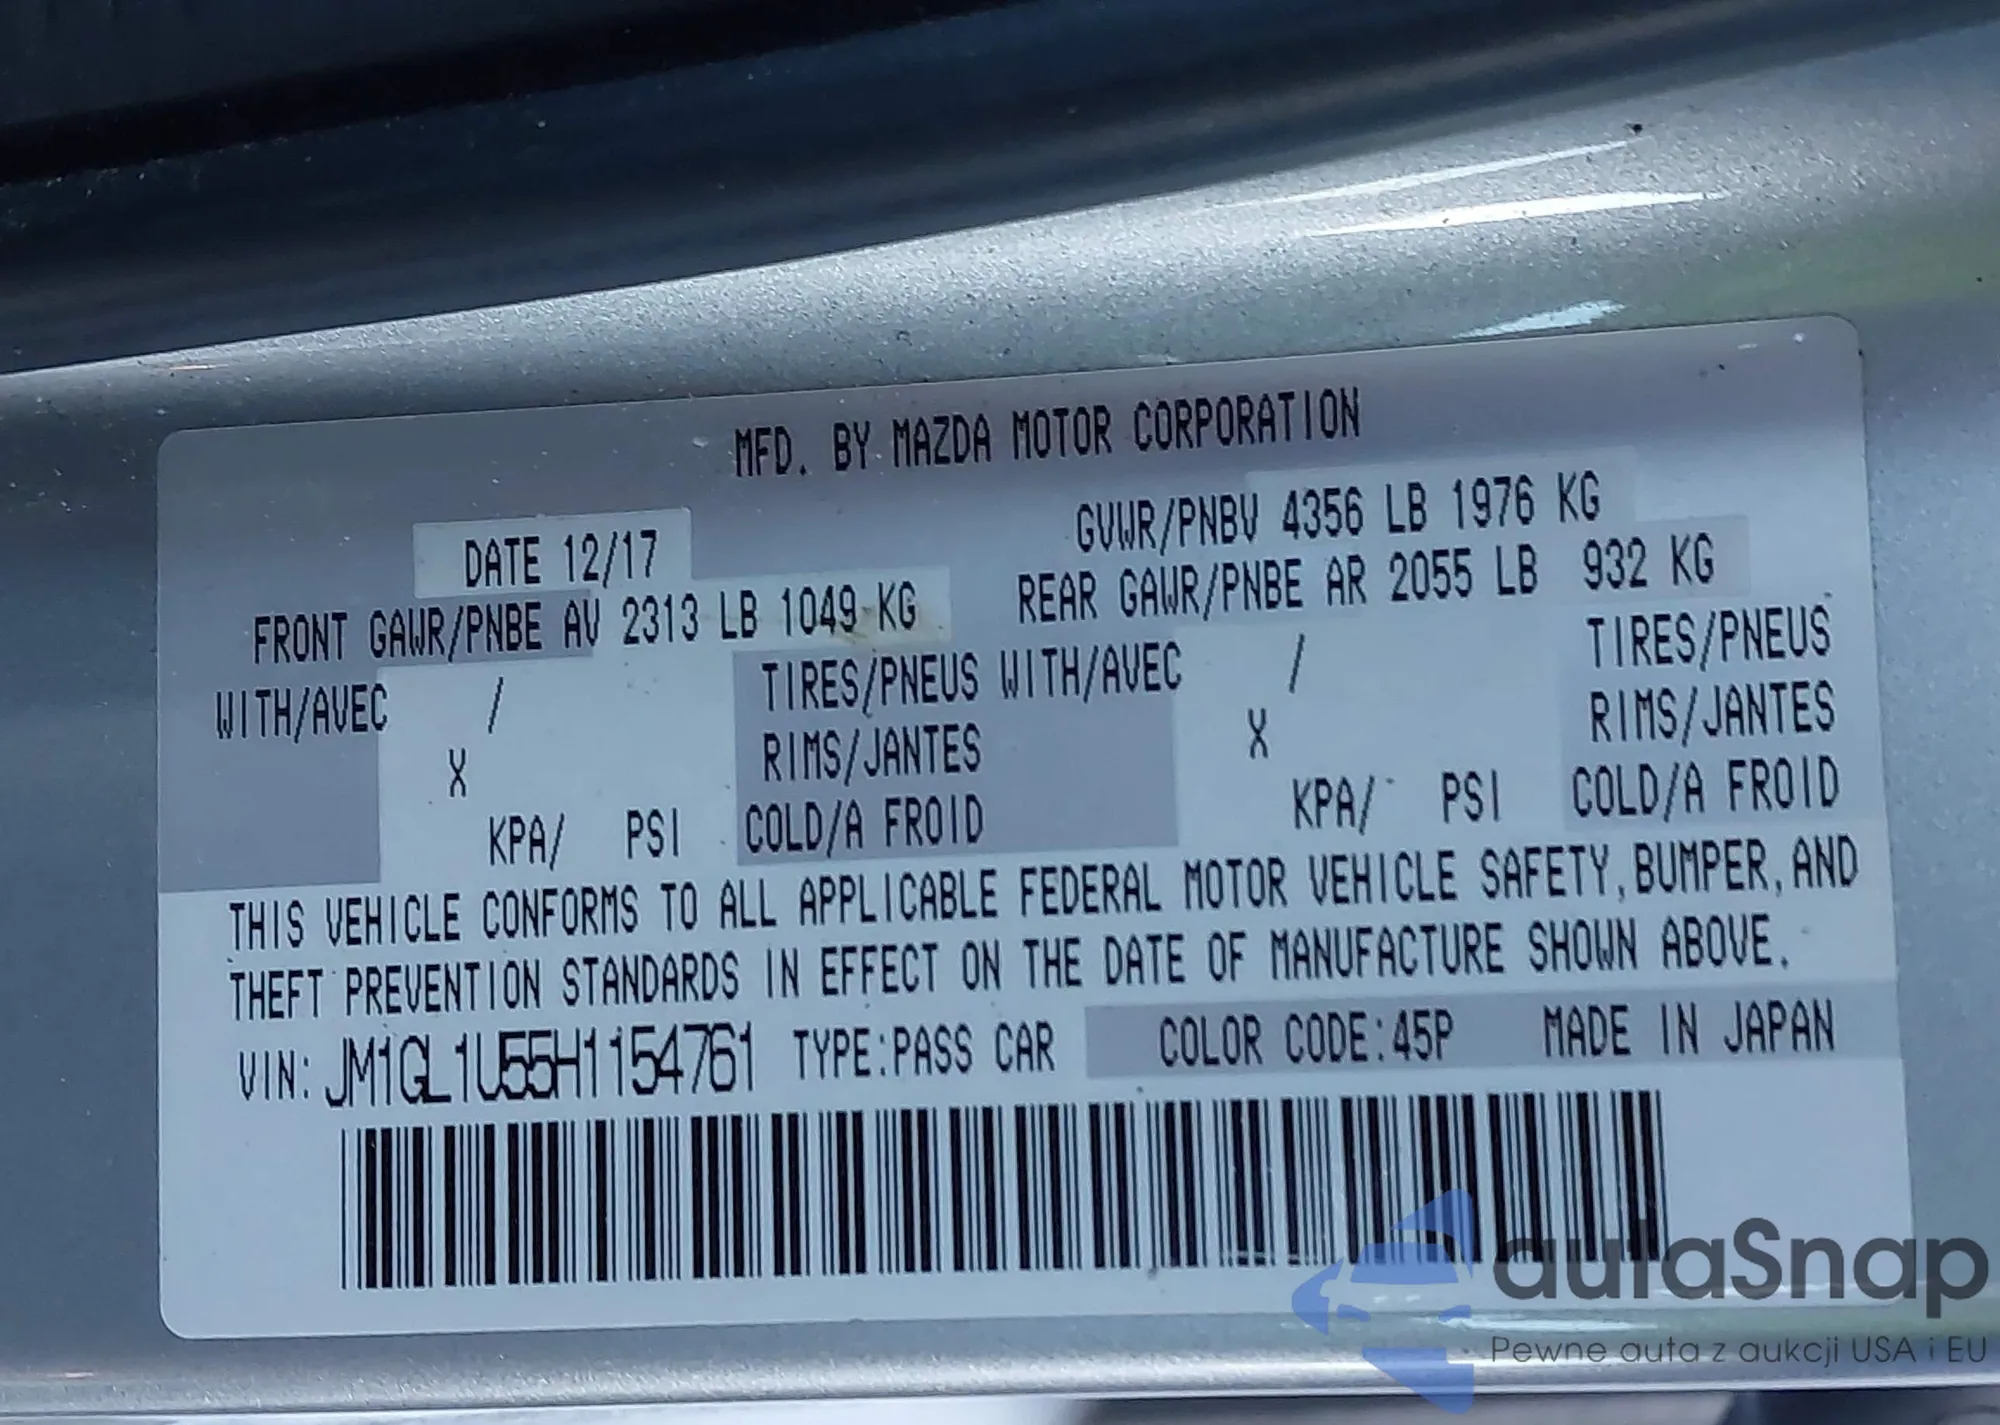 MFD. BY MAZDA MOTOR CORPORATION
DATE 12/17 GVWR/PNBV 4356 LB 1976 KG
FRONT GAWR/PNBE AV 2313 LB 1049 KG REAR GAWR/PNBE AR 2055 LB 932 KG
WITH/AVEC / TIRES/PNEUS WITH/AVEC / TIRES/PNEUS
X RIMS/JANTES X RIMS/JANTES
KPA/ PSI COLD/A FROID KPA/ PSI COLD/A FROID
THIS VEHICLE CONFORMS TO ALL APPLICABLE FEDERAL MOTOR VEHICLE SAFETY, BUMPER, AND
THEFT PREVENTION STANDARDS IN EFFECT ON THE DATE OF MANUFACTURE SHOWN ABOVE.
VIN: JM1GL1U55H1154761 TYPE:PASS CAR COLOR CODE:45P MADE IN JAPAN
autaSnap
Pewne auta z aukcji USA i EU